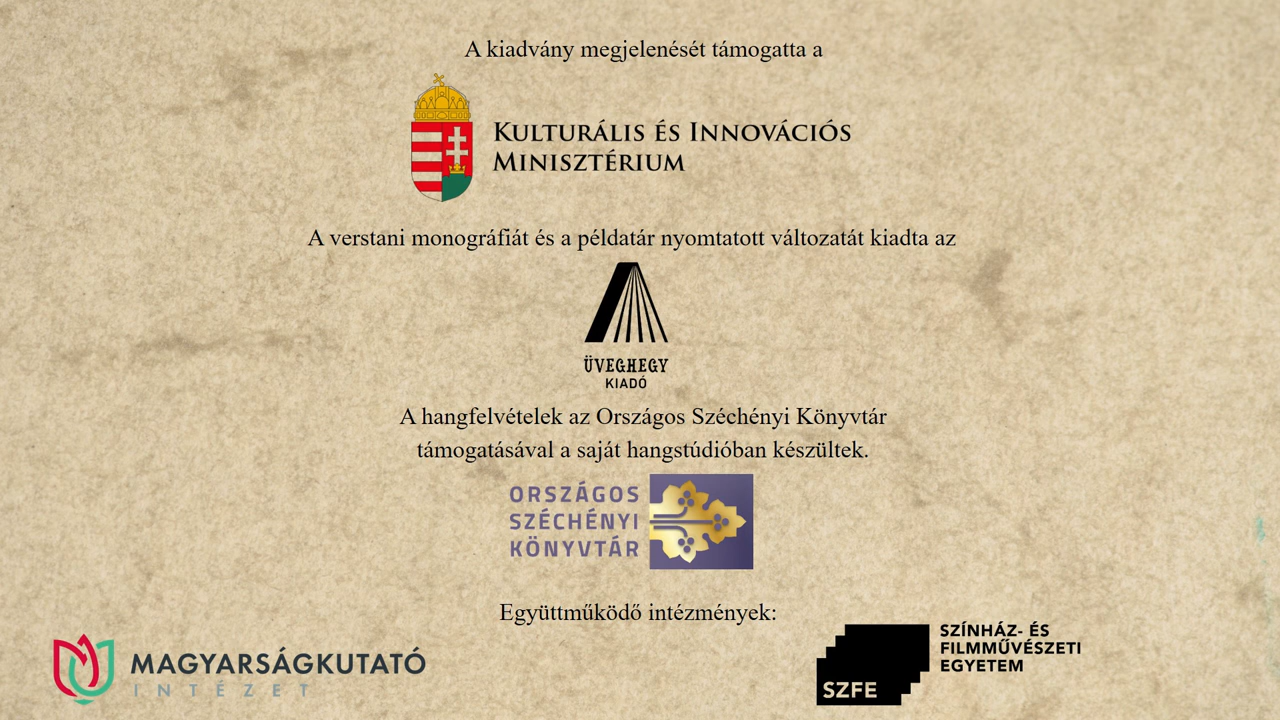 A kiadvány megjelenését támogatta a
KULTURÁLIS ÉS INNOVÁCIÓS
MINISZTÉRIUM
A verstani monográfiát és a példatár nyomtatott változatát kiadta az
ÜVEGHEGY
KIADÓ
A hangfelvételek az Országos Széchényi Könyvtár
támogatásával a saját hangstúdióban készültek.
ORSZÁGOS
SZÉCHÉNYI
KÖNYVTÁR
Együttműködő intézmények:
MAGYARSÁGKUTATÓ
INTÉZET
SZFE
SZÍNHÁZ- ÉS
FILMMŰVÉSZETI
EGYETEM